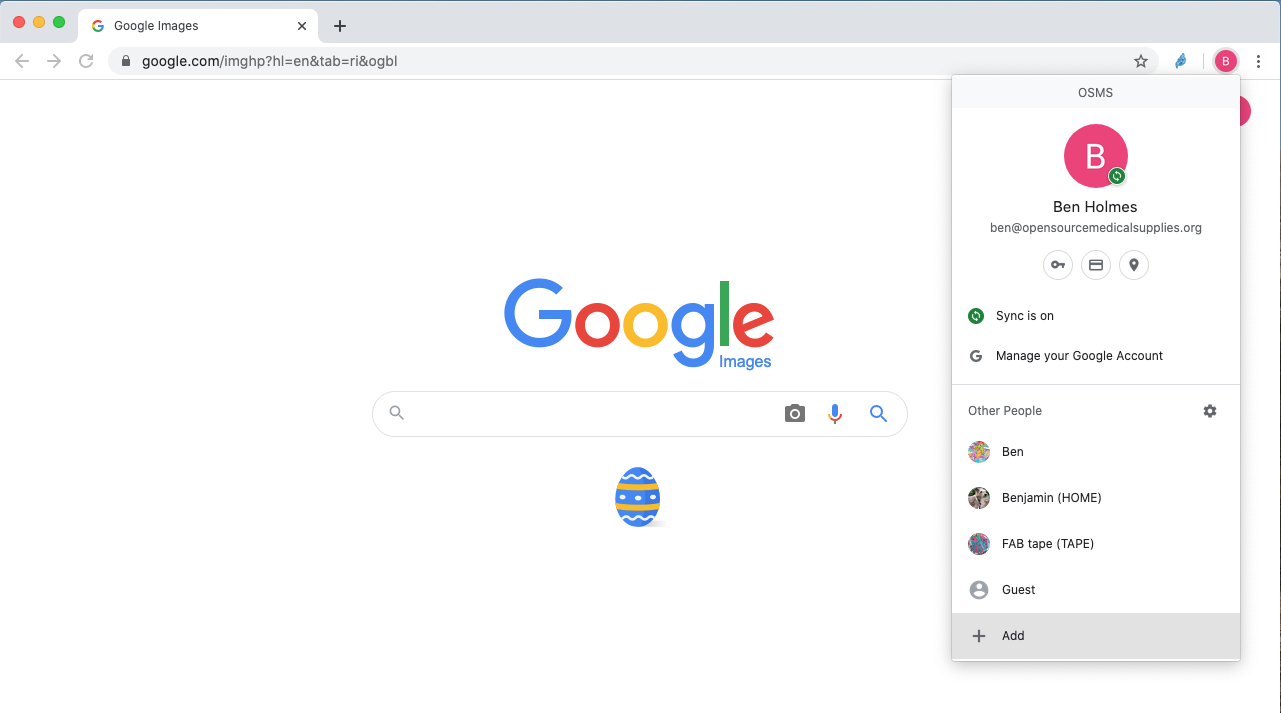 Google Images
google.com/imghp?hl=en&tab=ri&ogbl
B
OSMS
B
Ben Holmes
ben@opensourcemedicalsupplies.org
Sync is on
G
Manage your Google Account
Google
Images
Other People
Ben
Benjamin (HOME)
FAB tape (TAPE)
Guest
Add